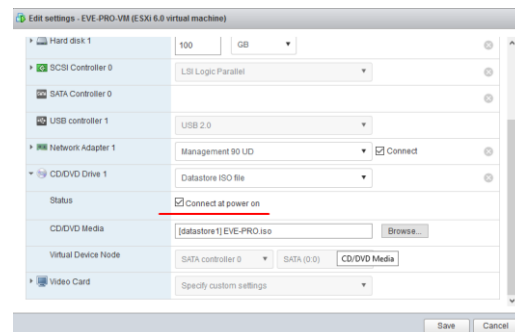 Edit settings - EVE-PRO-VM (ESXi 6.0 virtual machine)
Hard disk 1 100 GB
SCSI Controller 0 LSI Logic Parallel
SATA Controller 0
USB controller 1 USB 2.0
Network Adapter 1 Management 90 UD Connect
CD/DVD Drive 1 Datastore ISO file
Status Connect at power on
CD/DVD Media [datastore1] EVE-PRO.iso Browse...
Virtual Device Node SATA controller 0 SATA (0:0) CD/DVD Media
Video Card Specify custom settings
Save Cancel